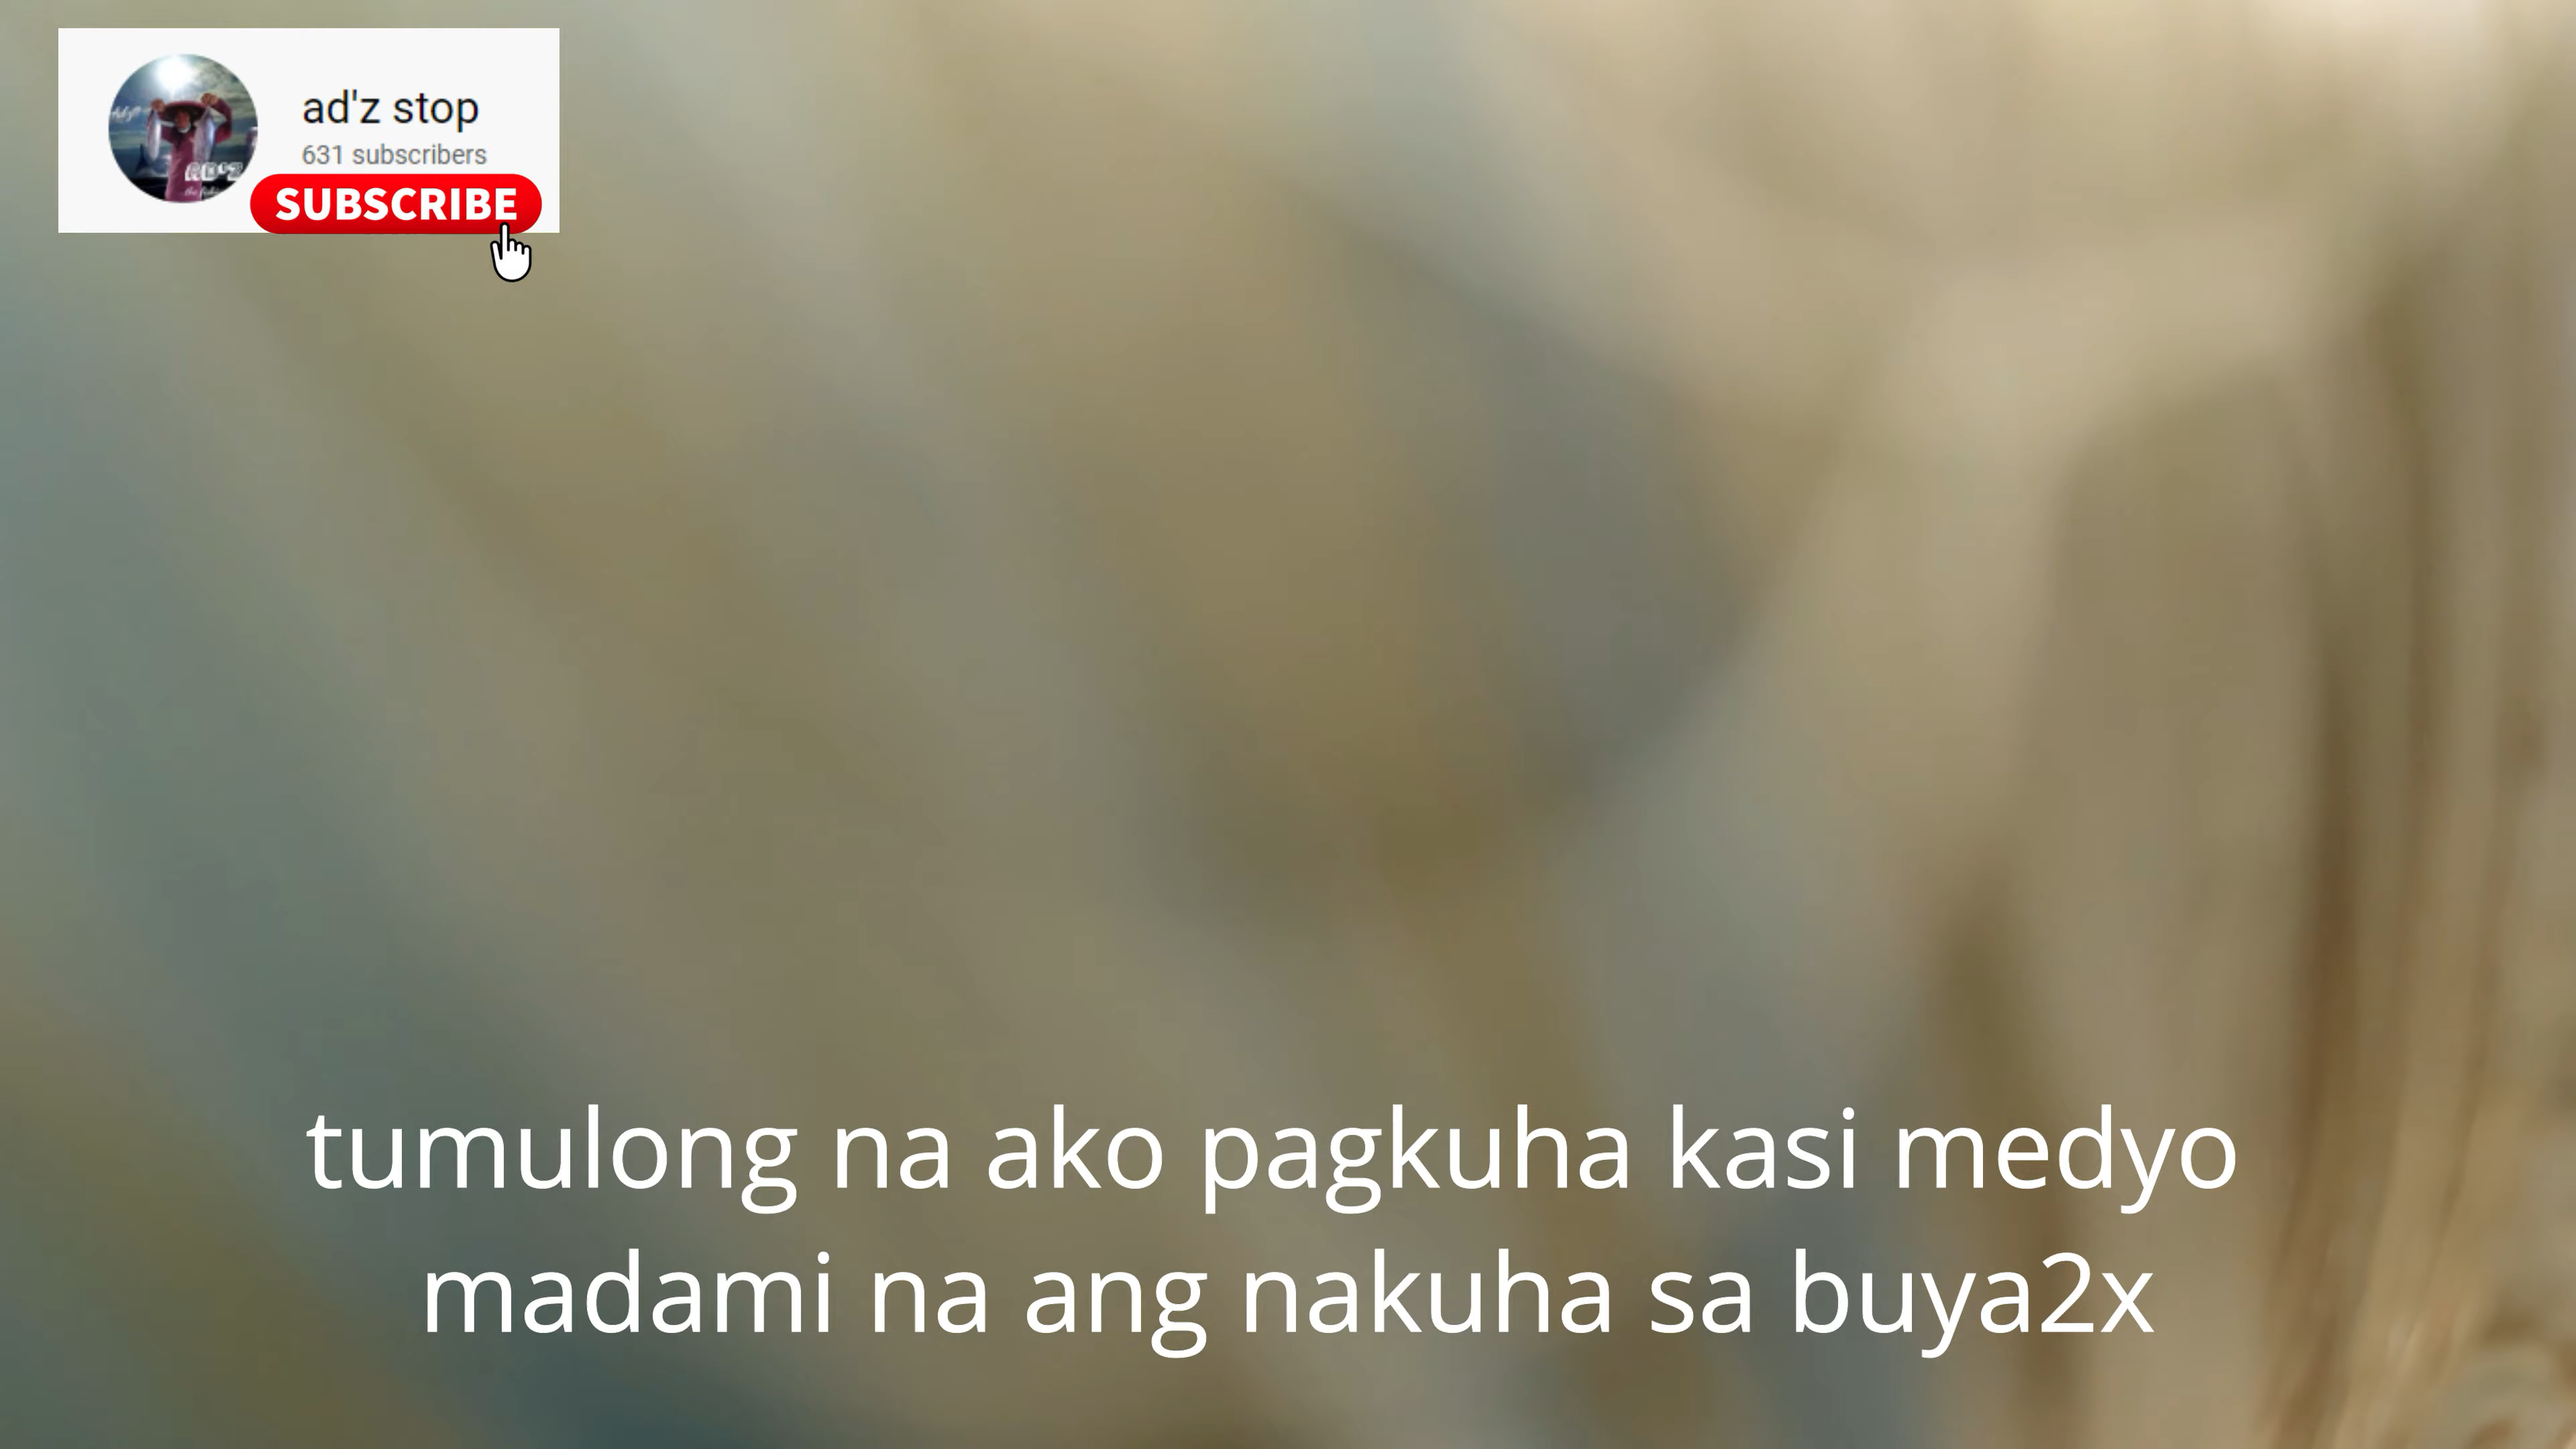 ad'z stop
631 subscribers
SUBSCRIBE
tumulong na ako pagkuha kasi medyo
madami na ang nakuha sa buya2x